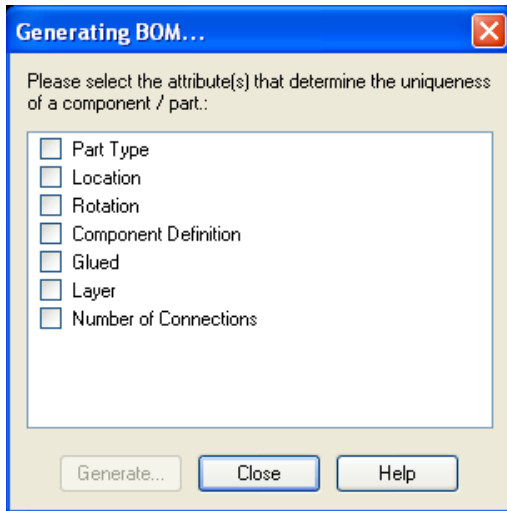 Generating BOM...
Please select the attribute(s) that determine the uniqueness
of a component / part.:
Part Type
Location
Rotation
Component Definition
Glued
Layer
Number of Connections
Generate... Close Help